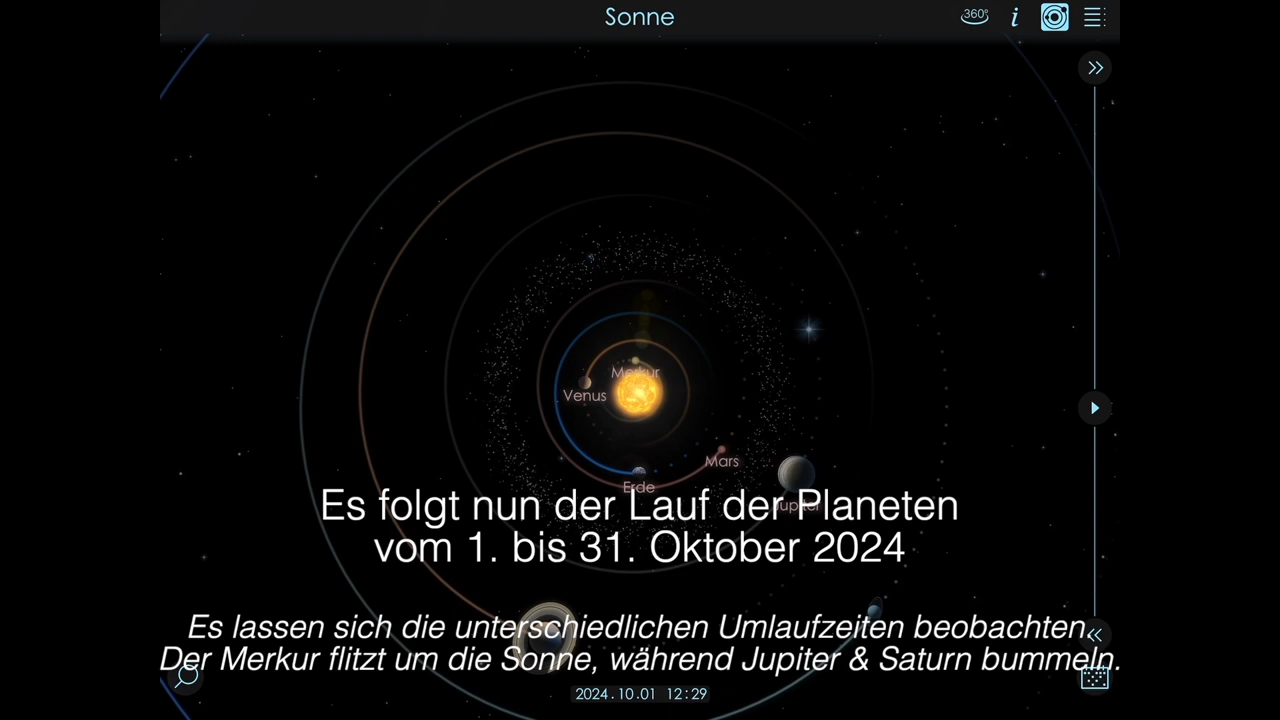 Sonne
360°
i
Merkur
Venus
Mars
Erde
Jupiter
Es folgt nun der Lauf der Planeten
vom 1. bis 31. Oktober 2024
Es lassen sich die unterschiedlichen Umlaufzeiten beobachten.
Der Merkur flitzt um die Sonne, während Jupiter & Saturn bummeln.
2024.10.01 12:29